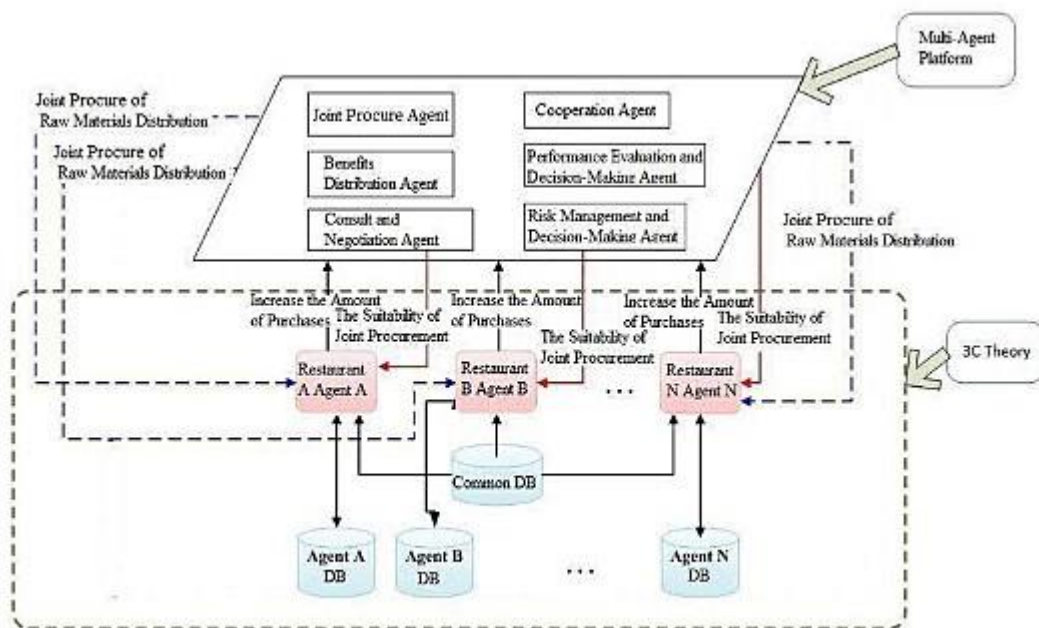 Multi-Agent
Platform
Joint Procure of
Raw Materials Distribution
Joint Procure of
Raw Materials Distribution
Joint Procure Agent
Cooperation Agent
Benefits
Distribution Agent
Performance Evaluation and
Decision-Making Agent
Consult and
Negotiation Agent
Risk Management and
Decision-Making Agent
Joint Procure of
Raw Materials Distribution
Increase the Amount
of Purchases
The Suitability of
Joint Procurement
Increase the Amount
of Purchases
The Suitability of
Joint Procurement
Increase the Amount
of Purchases
The Suitability of
Joint Procurement
3C Theory
Restaurant
A Agent A
Restaurant
B Agent B
...
Restaurant
N Agent N
Common DB
Agent A
DB
Agent B
DB
...
Agent N
DB